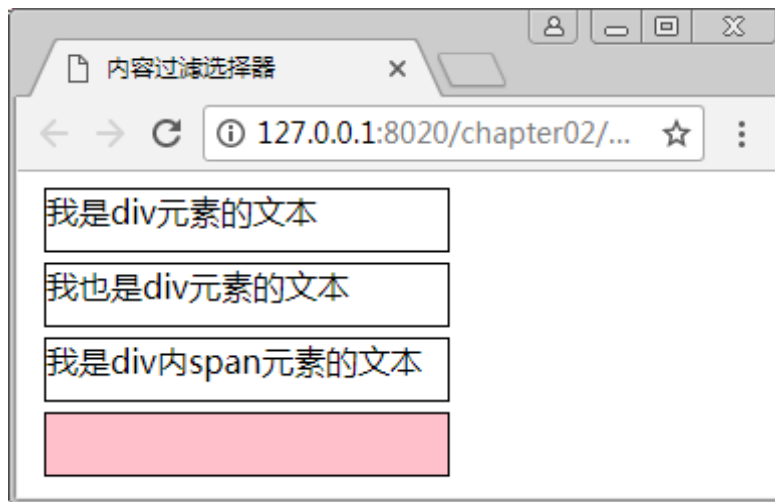 内容过滤选择器
127.0.0.1:8020/chapter02/...
我是div元素的文本
我也是div元素的文本
我是div内span元素的文本